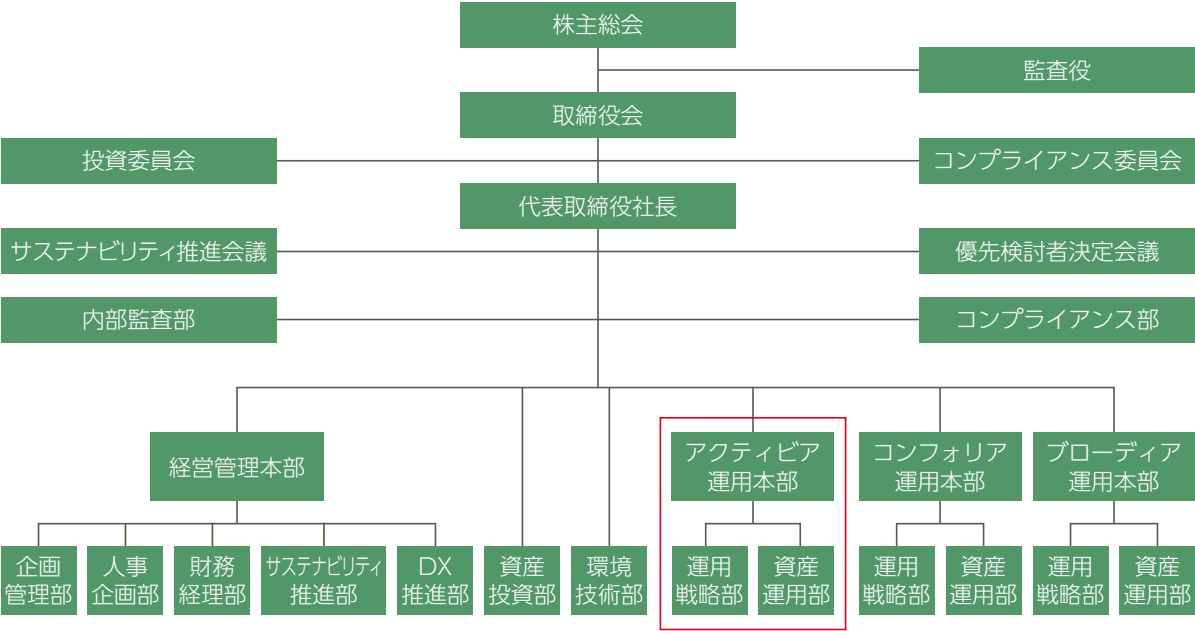 株主総会
監査役
取締役会
投資委員会
コンプライアンス委員会
代表取締役社長
サステナビリティ推進会議
優先検討者決定会議
内部監査部
コンプライアンス部
経営管理本部
アクティビア
運用本部
コンフォリア
運用本部
ブローディア
運用本部
企画
管理部
人事
企画部
財務
経理部
サステナビリティ
推進部
DX
推進部
資産
投資部
環境
技術部
運用
戦略部
資産
運用部
運用
戦略部
資産
運用部
運用
戦略部
資産
運用部